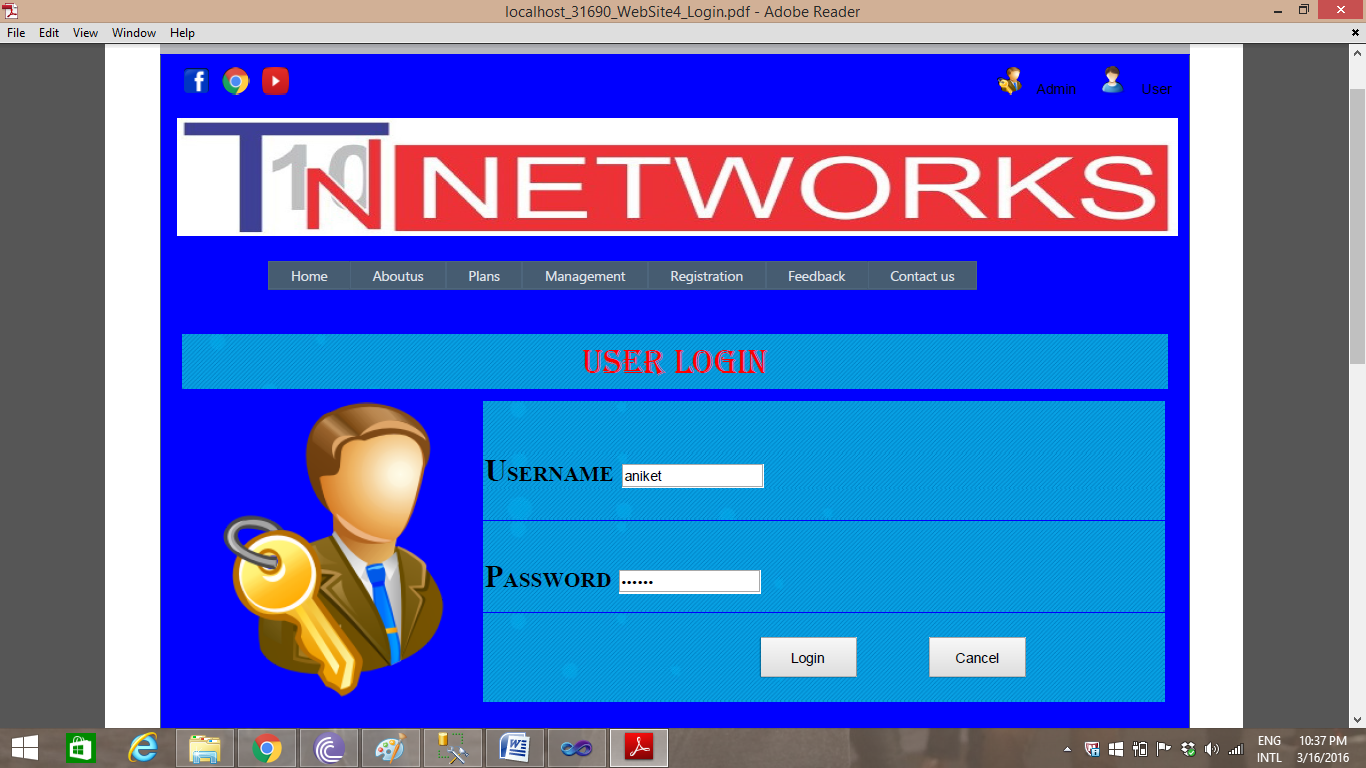 localhost_31690_WebSite4_Login.pdf - Adobe Reader
File Edit View Window Help
Admin User
T10N NETWORKS
Home Aboutus Plans Management Registration Feedback Contact us
USER LOGIN
USERNAME aniket
PASSWORD ••••••
Login Cancel
ENG 10:37 PM
INTL 3/16/2016